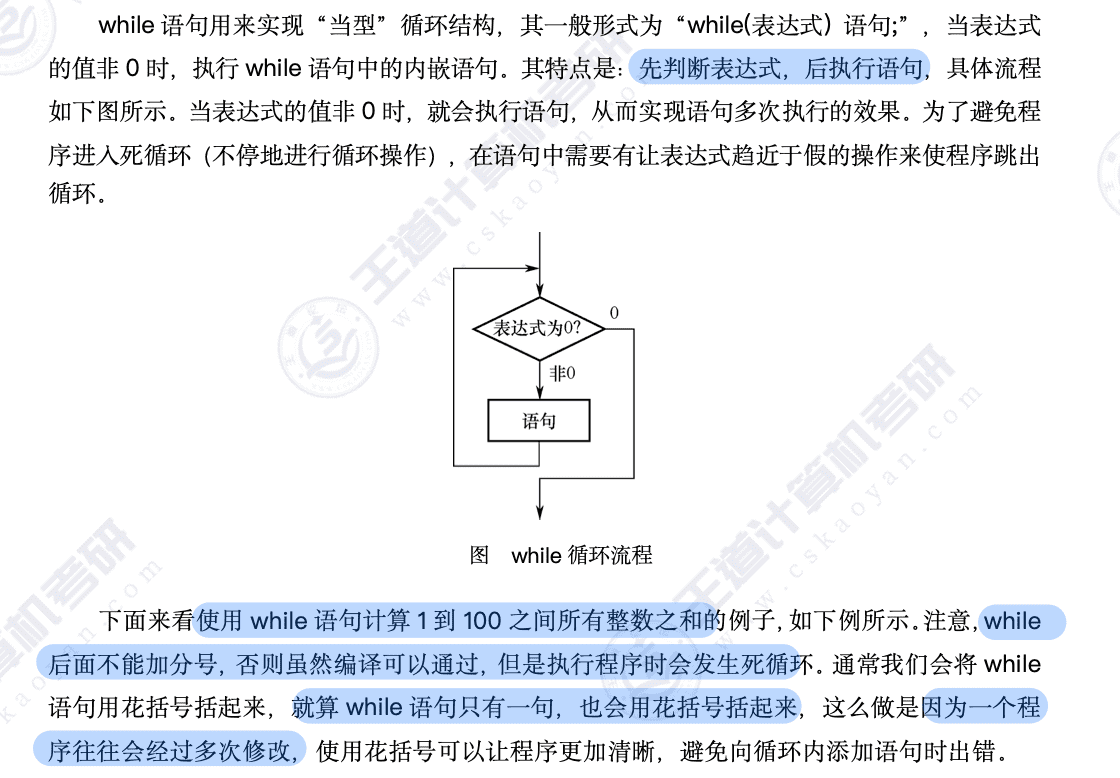 while 语句用来实现“当型”循环结构，其一般形式为“while(表达式) 语句;”，当表达式
的值非 0 时，执行 while 语句中的内嵌语句。其特点是：先判断表达式，后执行语句，具体流程
如下图所示。当表达式的值非 0 时，就会执行语句，从而实现语句多次执行的效果。为了避免程
序进入死循环（不停地进行循环操作），在语句中需要有让表达式趋近于假的操作来使程序跳出
循环。
表达式为0?
0
非0
语句
图 while 循环流程
下面来看使用 while 语句计算 1 到 100 之间所有整数之和的例子，如下例所示。注意，while
后面不能加分号，否则虽然编译可以通过，但是执行程序时会发生死循环。通常我们会将 while
语句用花括号括起来，就算 while 语句只有一句，也会用花括号括起来，这么做是因为一个程
序往往会经过多次修改，使用花括号可以让程序更加清晰，避免向循环内添加语句时出错。
王道计算机考研
www.cskaoyan.com
王道计算机考研
www.cskaoyan.com